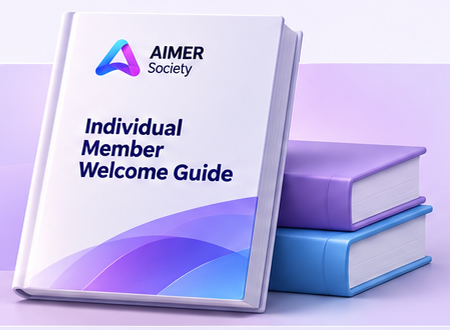 AIMER
Society
Individual
Member
Welcome Guide